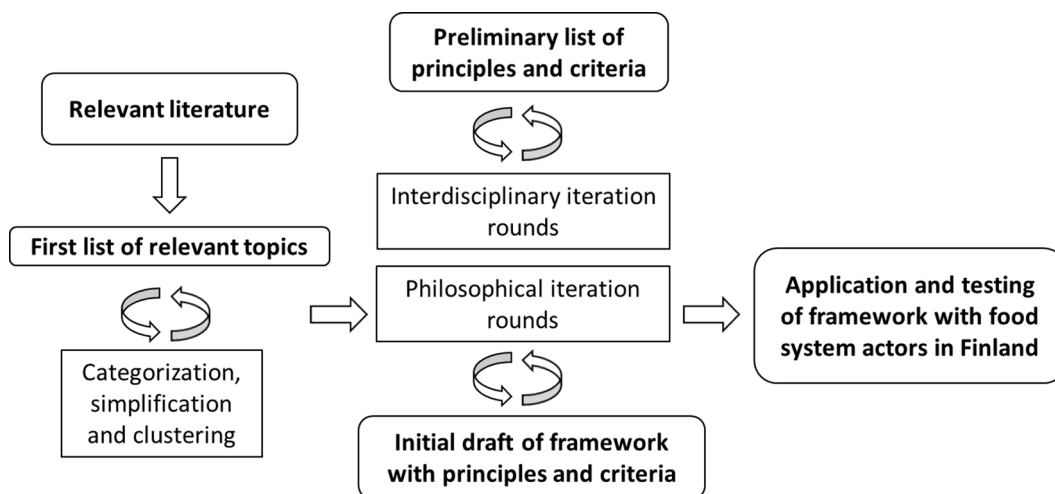 Relevant literature
First list of relevant topics
Categorization,
simplification
and clustering
Preliminary list of
principles and criteria
Interdisciplinary iteration
rounds
Philosophical iteration
rounds
Initial draft of framework
with principles and criteria
Application and testing
of framework with food
system actors in Finland